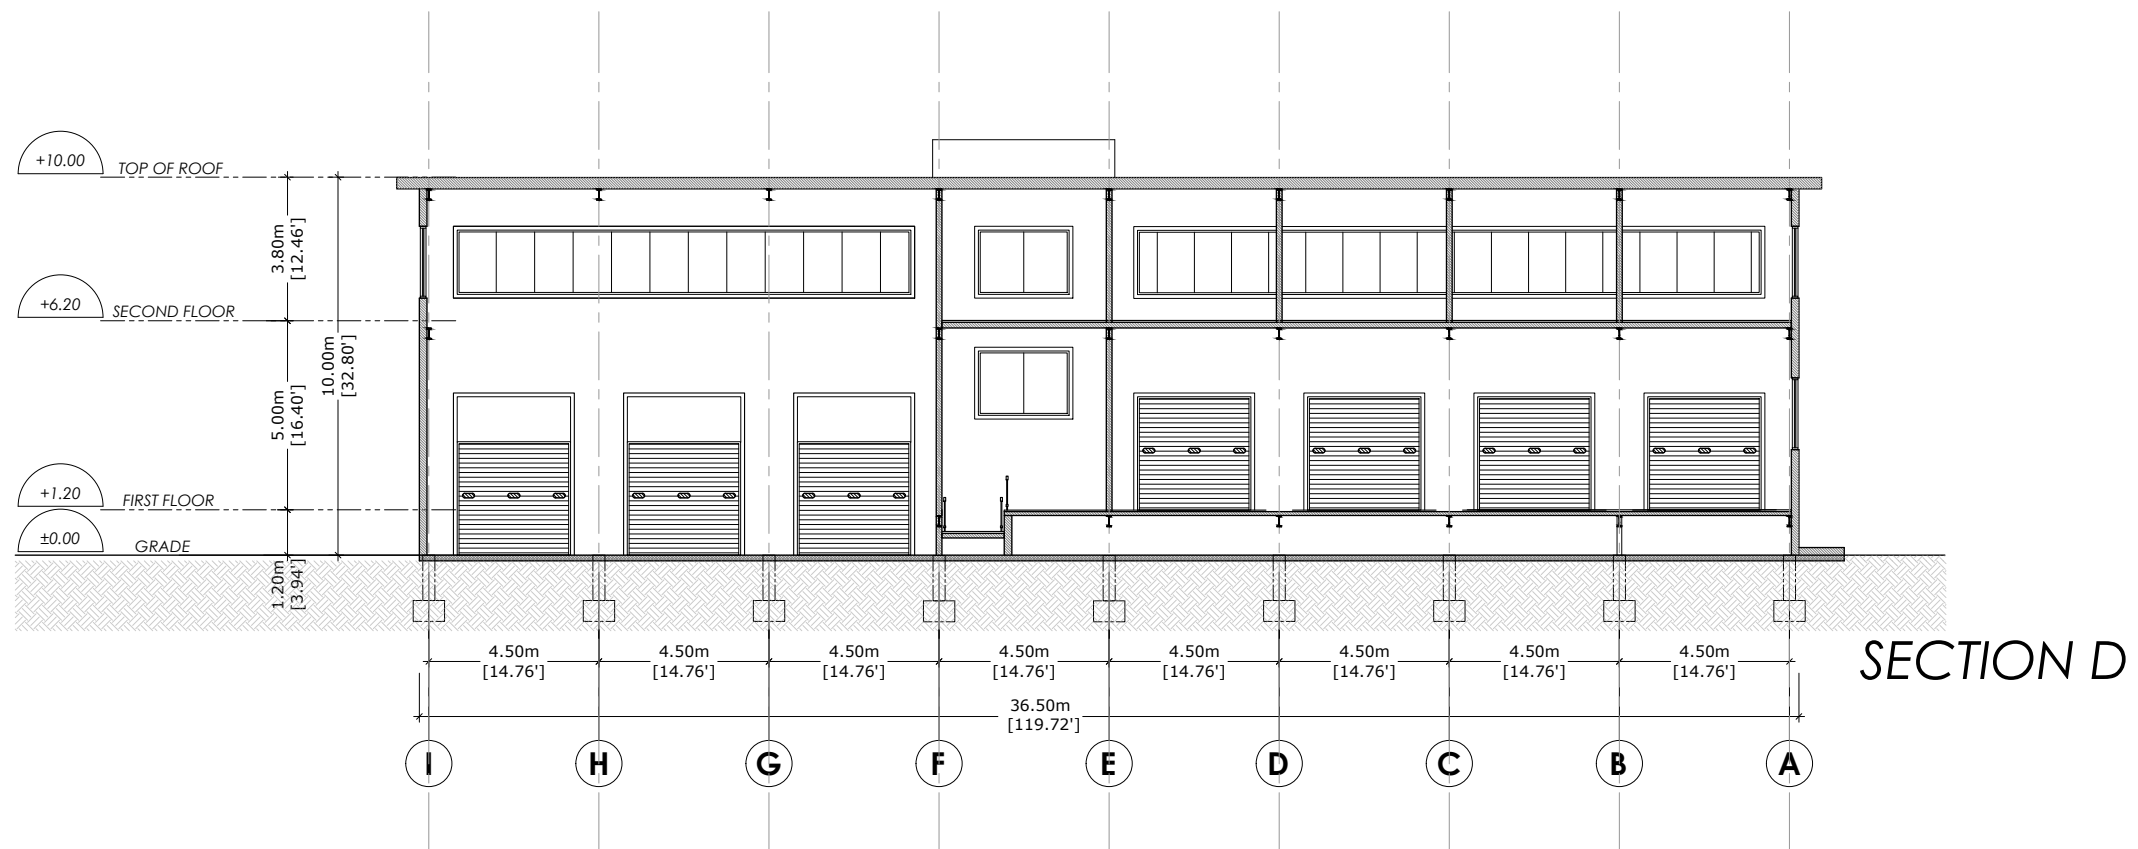 +10.00
TOP OF ROOF
3.80m
[12.46']
+6.20
SECOND FLOOR
10.00m
[32.80']
5.00m
[16.40']
+1.20
FIRST FLOOR
±0.00
GRADE
1.20m
[3.94']
4.50m
[14.76']
4.50m
[14.76']
4.50m
[14.76']
4.50m
[14.76']
4.50m
[14.76']
4.50m
[14.76']
4.50m
[14.76']
4.50m
[14.76']
SECTION D
36.50m
[119.72']
I
H
G
F
E
D
C
B
A